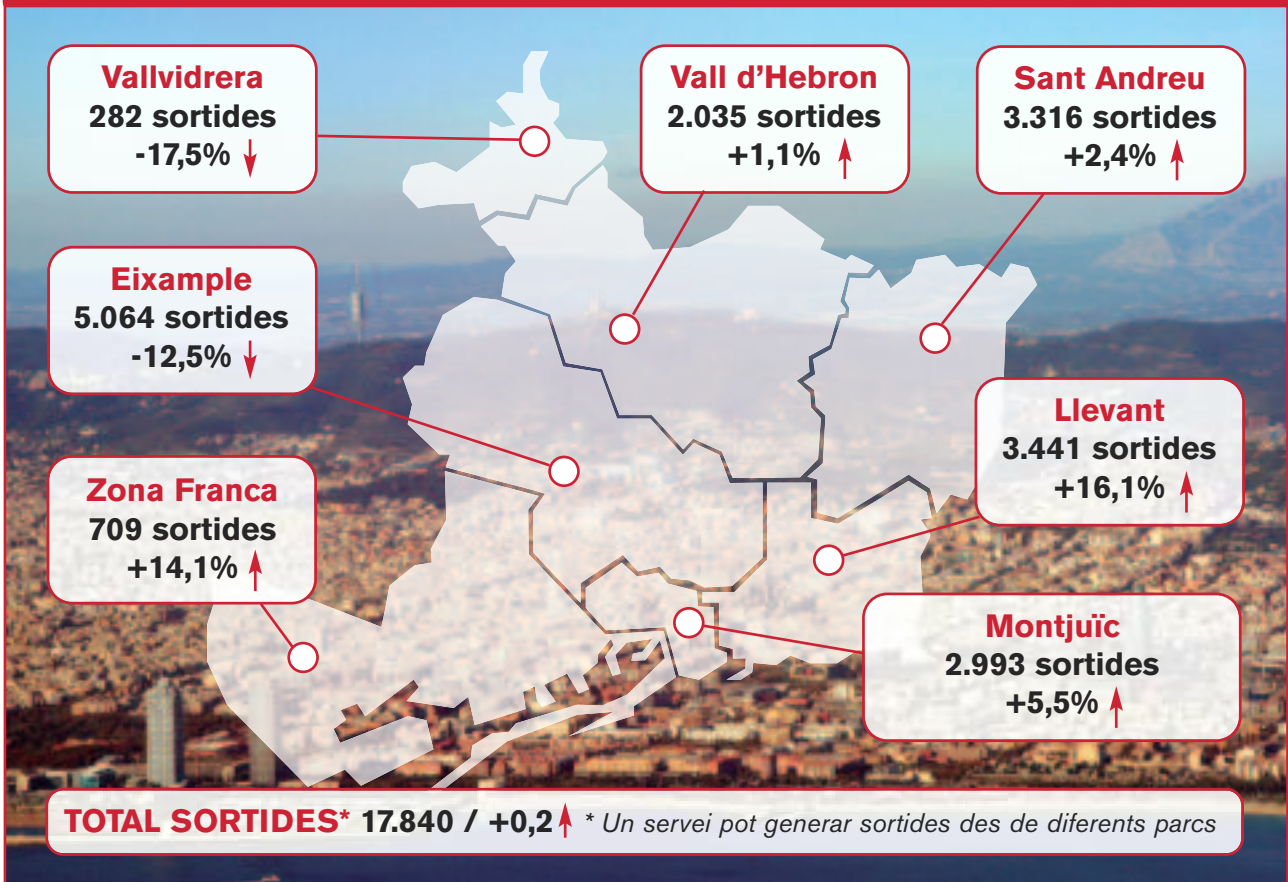 Vallvidrera
282 sortides
-17,5%
Vall d'Hebron
2.035 sortides
+1,1%
Sant Andreu
3.316 sortides
+2,4%
Eixample
5.064 sortides
-12,5%
Llevant
3.441 sortides
+16,1%
Zona Franca
709 sortides
+14,1%
Montjuïc
2.993 sortides
+5,5%
TOTAL SORTIDES* 17.840 / +0,2 * Un servei pot generar sortides des de diferents parcs